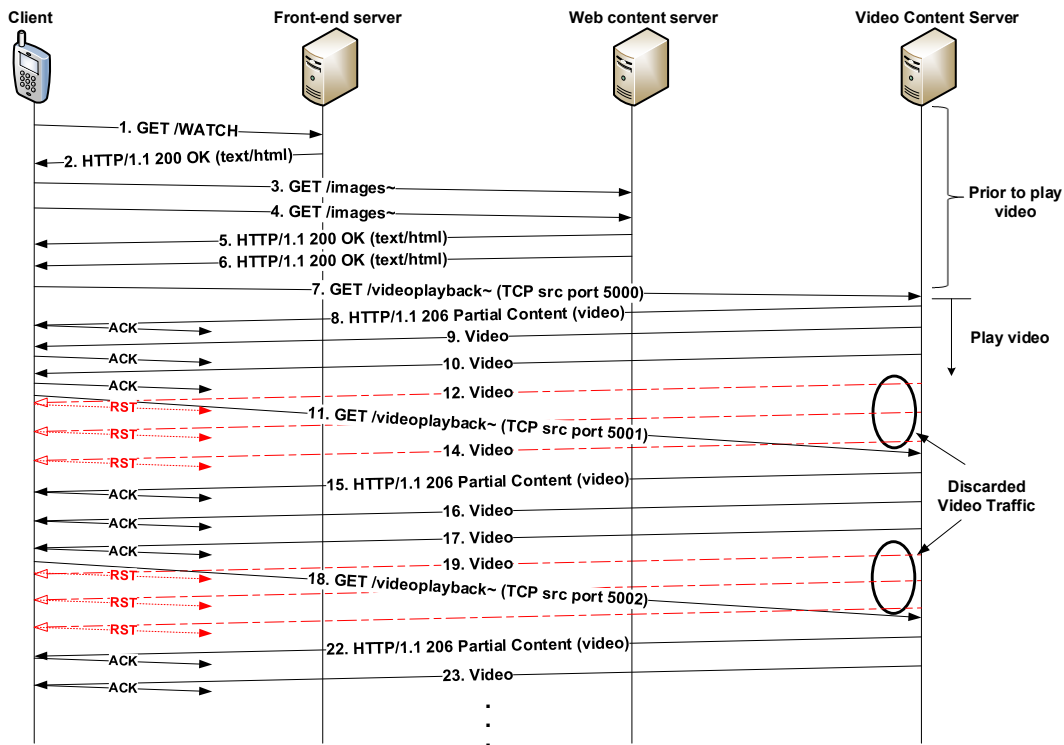 Client
Front-end server
Web content server
Video Content Server
1. GET /WATCH
2. HTTP/1.1 200 OK (text/html)
3. GET /images~
4. GET /images~
Prior to play
video
5. HTTP/1.1 200 OK (text/html)
6. HTTP/1.1 200 OK (text/html)
7. GET /videoplayback~ (TCP src port 5000)
8. HTTP/1.1 206 Partial Content (video)
ACK
9. Video
Play video
ACK
10. Video
ACK
12. Video
RST
11. GET /videoplayback~ (TCP src port 5001)
RST
14. Video
RST
15. HTTP/1.1 206 Partial Content (video)
Discarded
Video Traffic
ACK
16. Video
ACK
17. Video
ACK
19. Video
RST
18. GET /videoplayback~ (TCP src port 5002)
RST
RST
22. HTTP/1.1 206 Partial Content (video)
ACK
23. Video
ACK